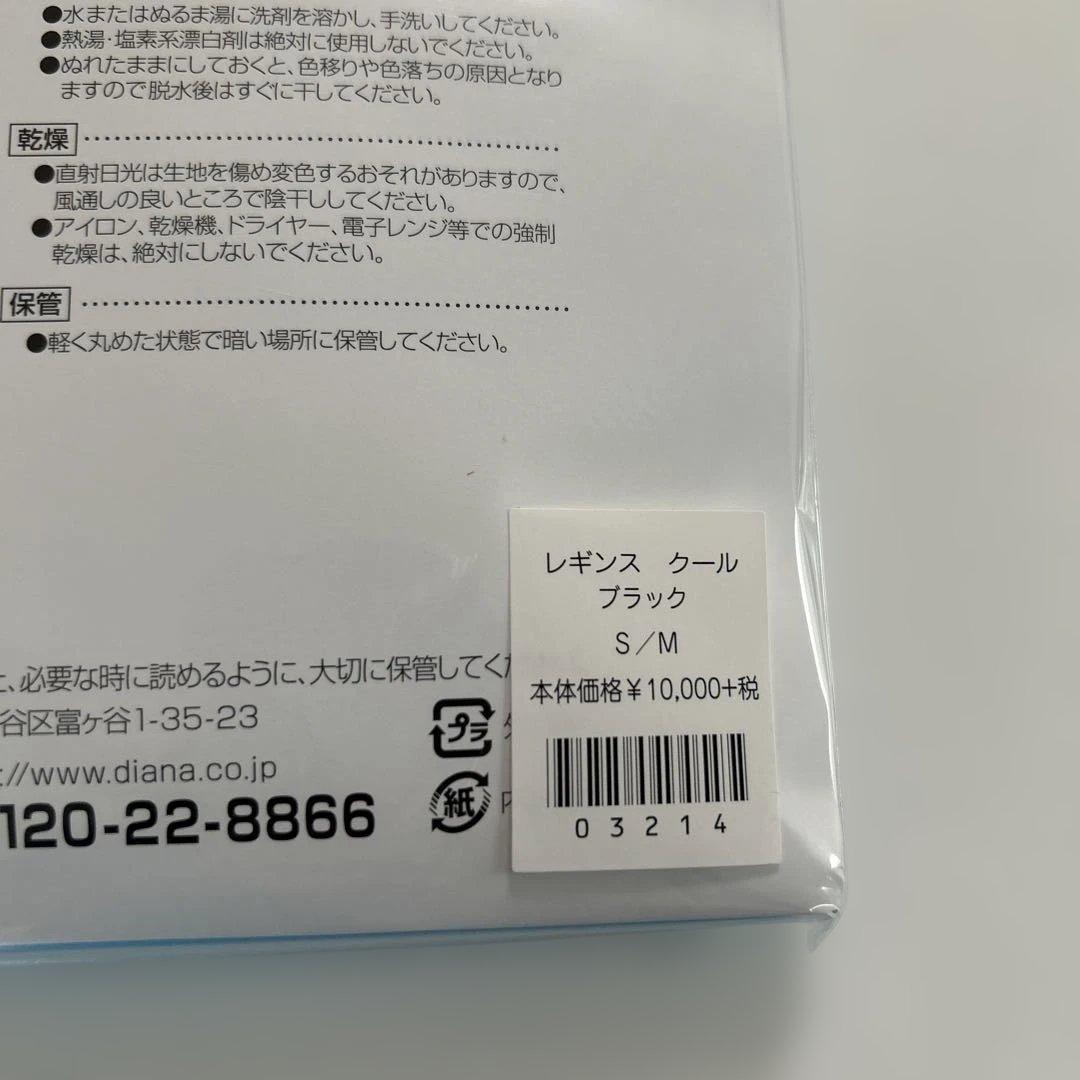 ●水またはぬるま湯に洗剤を溶かし、手洗いしてください。
●熱湯・塩素系漂白剤は絶対に使用しないでください。
●ぬれたままにしておくと、色移りや色落ちの原因となり
ますので脱水後はすぐに干してください。
乾燥
●直射日光は生地を傷め変色するおそれがありますので、
風通しの良いところで陰干ししてください。
●アイロン、乾燥機、ドライヤー、電子レンジ等での強制
乾燥は、絶対にしないでください。
保管
●軽く丸めた状態で暗い場所に保管してください。
、必要な時に読めるように、大切に保管してくだ
谷区富ヶ谷1-35-23
://www.diana.co.jp
120-22-8866
プラ
紙
レギンス　クール
ブラック
S/M
本体価格¥10,000+税
03214